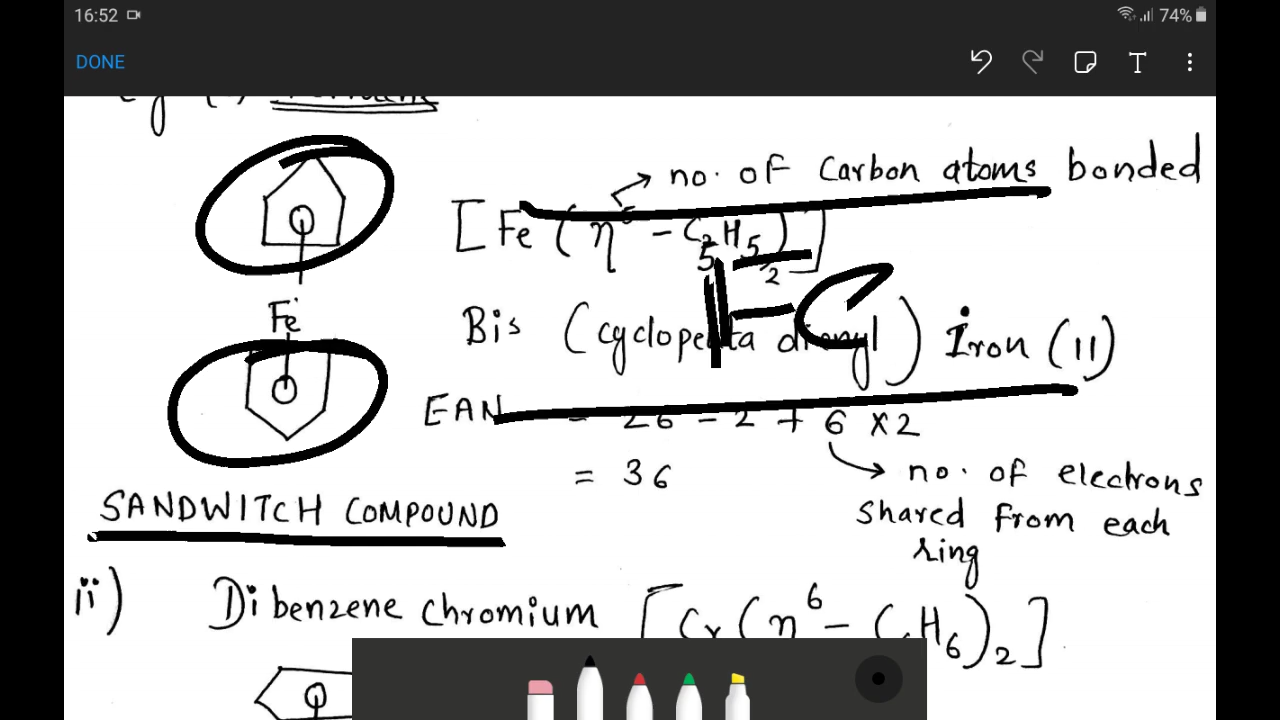 16:52 74%
DONE
no. of Carbon atoms bonded
[Fe (η5 - C5H5)2]
Fe
Bis (cyclopenta dienyl) Iron (II)
EAN = 26 - 2 + 6 x 2
= 36
no. of electrons
shared from each
ring
SANDWITCH COMPOUND
ii) Dibenzene chromium [Cr (η6 - C6H6)2]